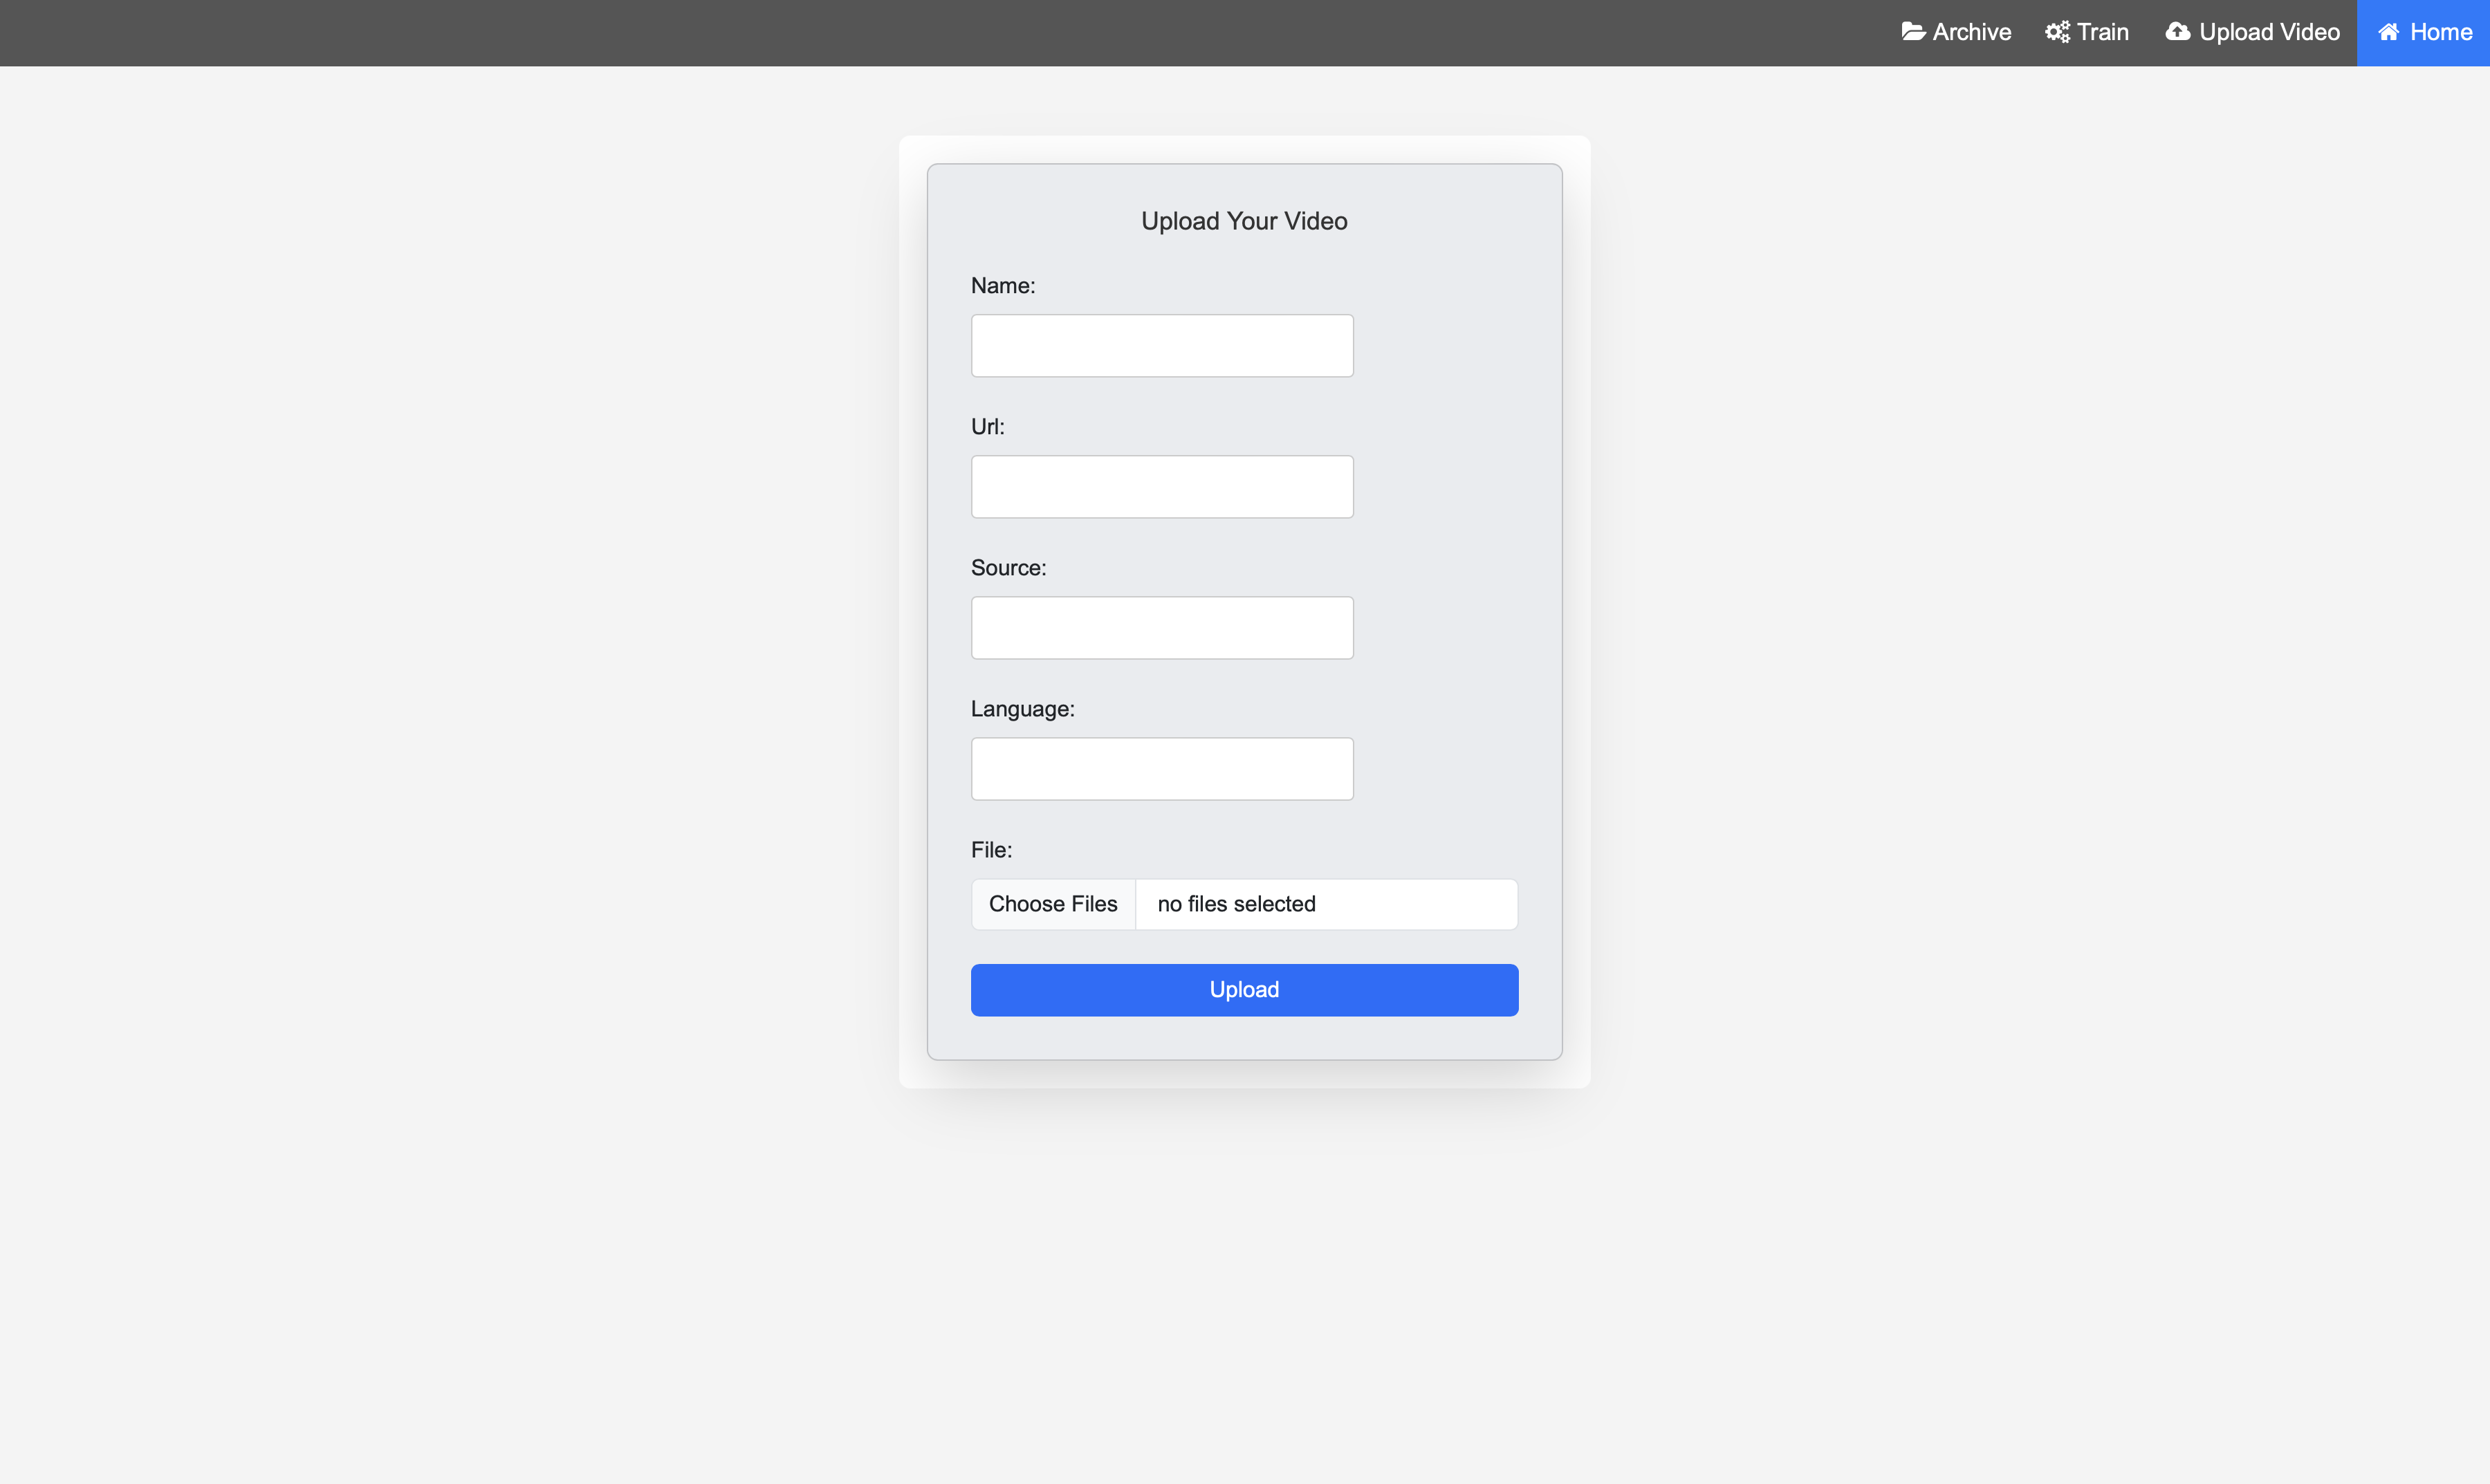 Archive Train Upload Video Home
Upload Your Video
Name:
Url:
Source:
Language:
File:
Choose Files no files selected
Upload